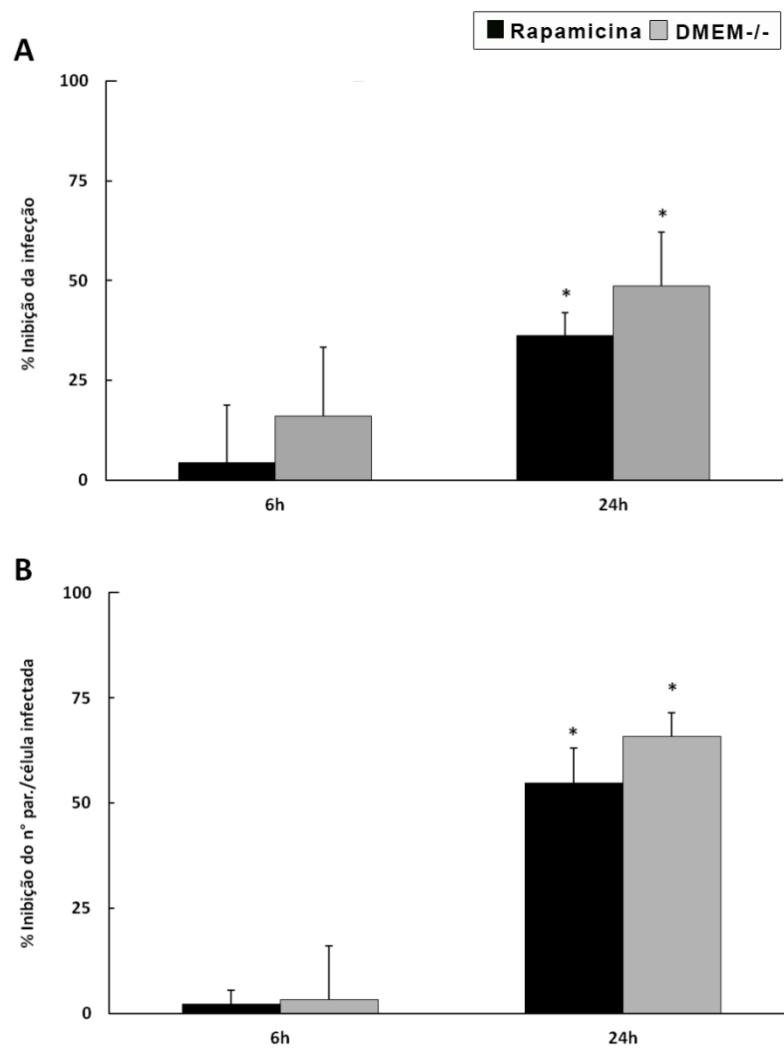 Rapamicina DMEM-/-
A
100
75
50
25
0
% Inibição da infecção
*
*
6h
24h
B
100
75
50
25
0
% Inibição do n° par./célula infectada
*
*
6h
24h